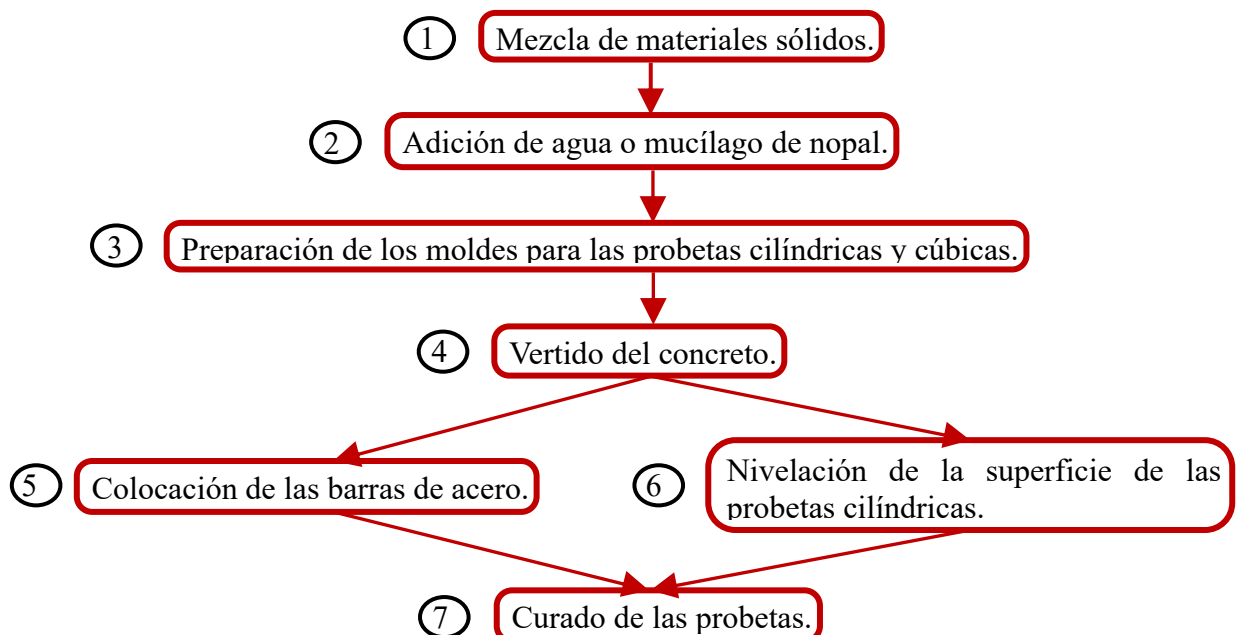 1 Mezcla de materiales sólidos.
2 Adición de agua o mucílago de nopal.
3 Preparación de los moldes para las probetas cilíndricas y cúbicas.
4 Vertido del concreto.
5 Colocación de las barras de acero.
6 Nivelación de la superficie de las
probetas cilíndricas.
7 Curado de las probetas.